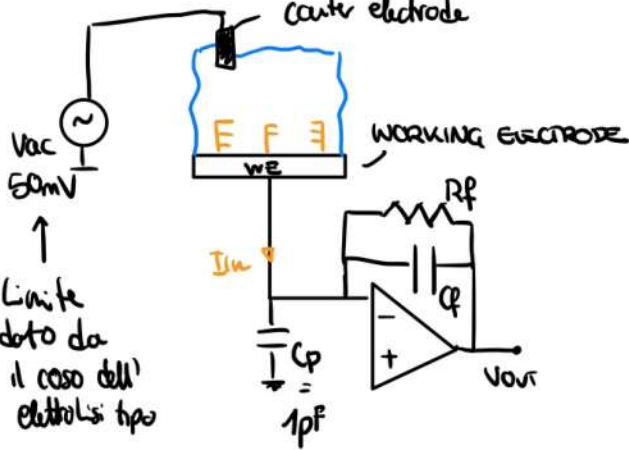 couter electrode
Vac
50mV
WORKING ELECTRODE
WE
Rf
Cf
IIn
Limite
dato da
il caso dell'
elettrolisi tipo
Cp
=
1pF
-
+
VOUT
~